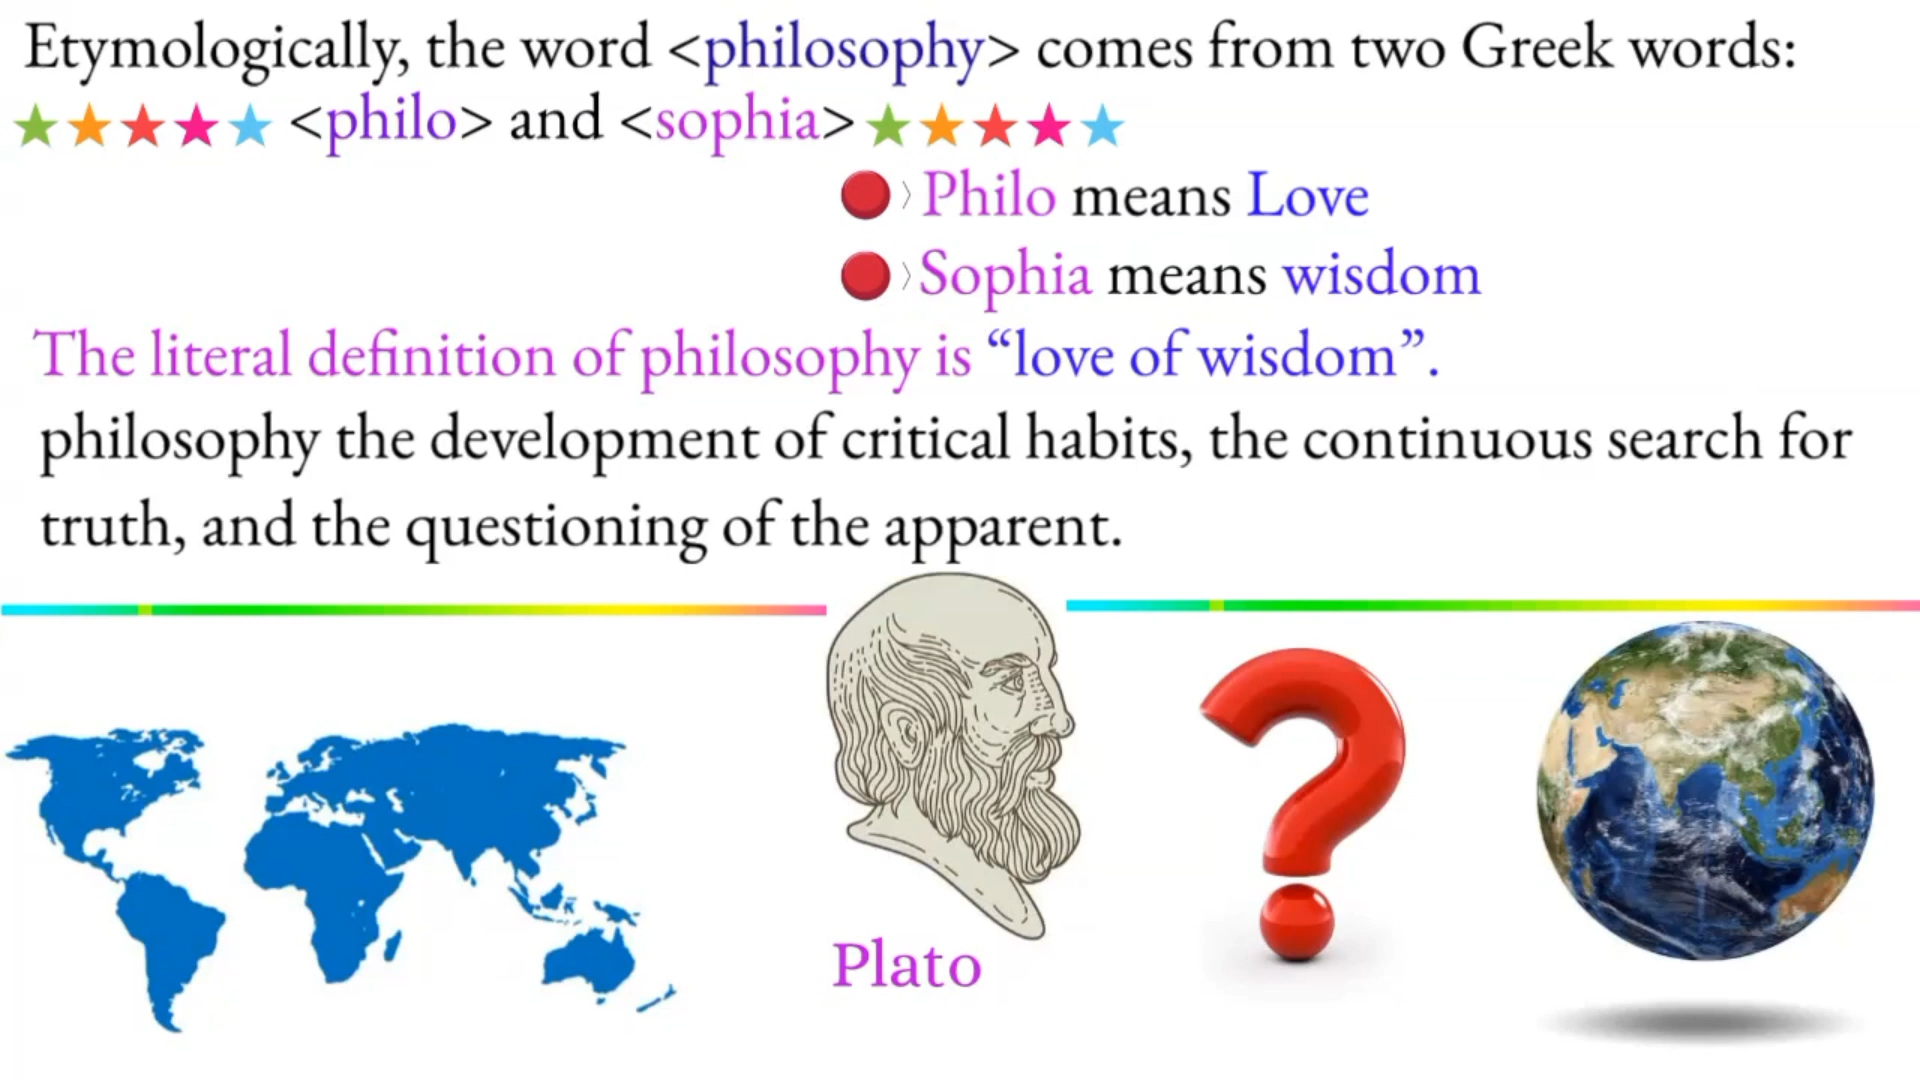 Etymologically, the word <philosophy> comes from two Greek words:
<philo> and <sophia>
Philo means Love
Sophia means wisdom
The literal definition of philosophy is “love of wisdom”.
philosophy the development of critical habits, the continuous search for
truth, and the questioning of the apparent.
Plato